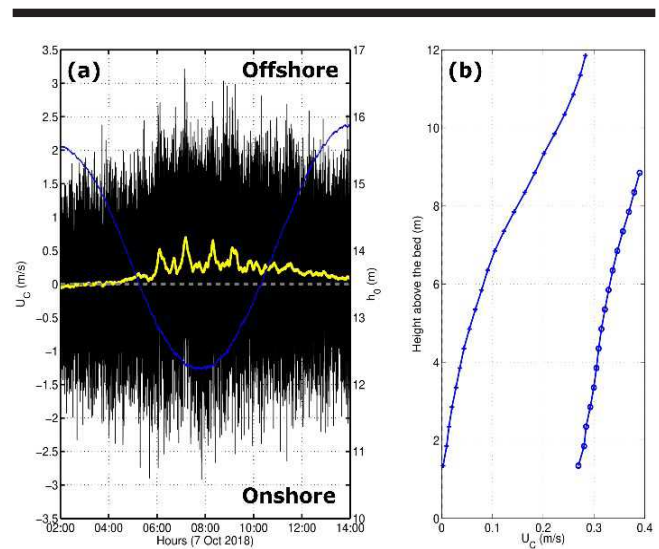 (a)
Offshore
Onshore
3.5
3
2.5
2
1.5
1
0.5
0
−0.5
−1
−1.5
−2
−2.5
−3
−3.5
U_C (m/s)
17
16
15
14
13
12
11
10
h_0 (m)
02:00 04:00 06:00 08:00 10:00 12:00 14:00
Hours (7 Oct 2018)
(b)
12
10
8
6
4
2
Height above the bed (m)
0 0.1 0.2 0.3 0.4
U_C (m/s)